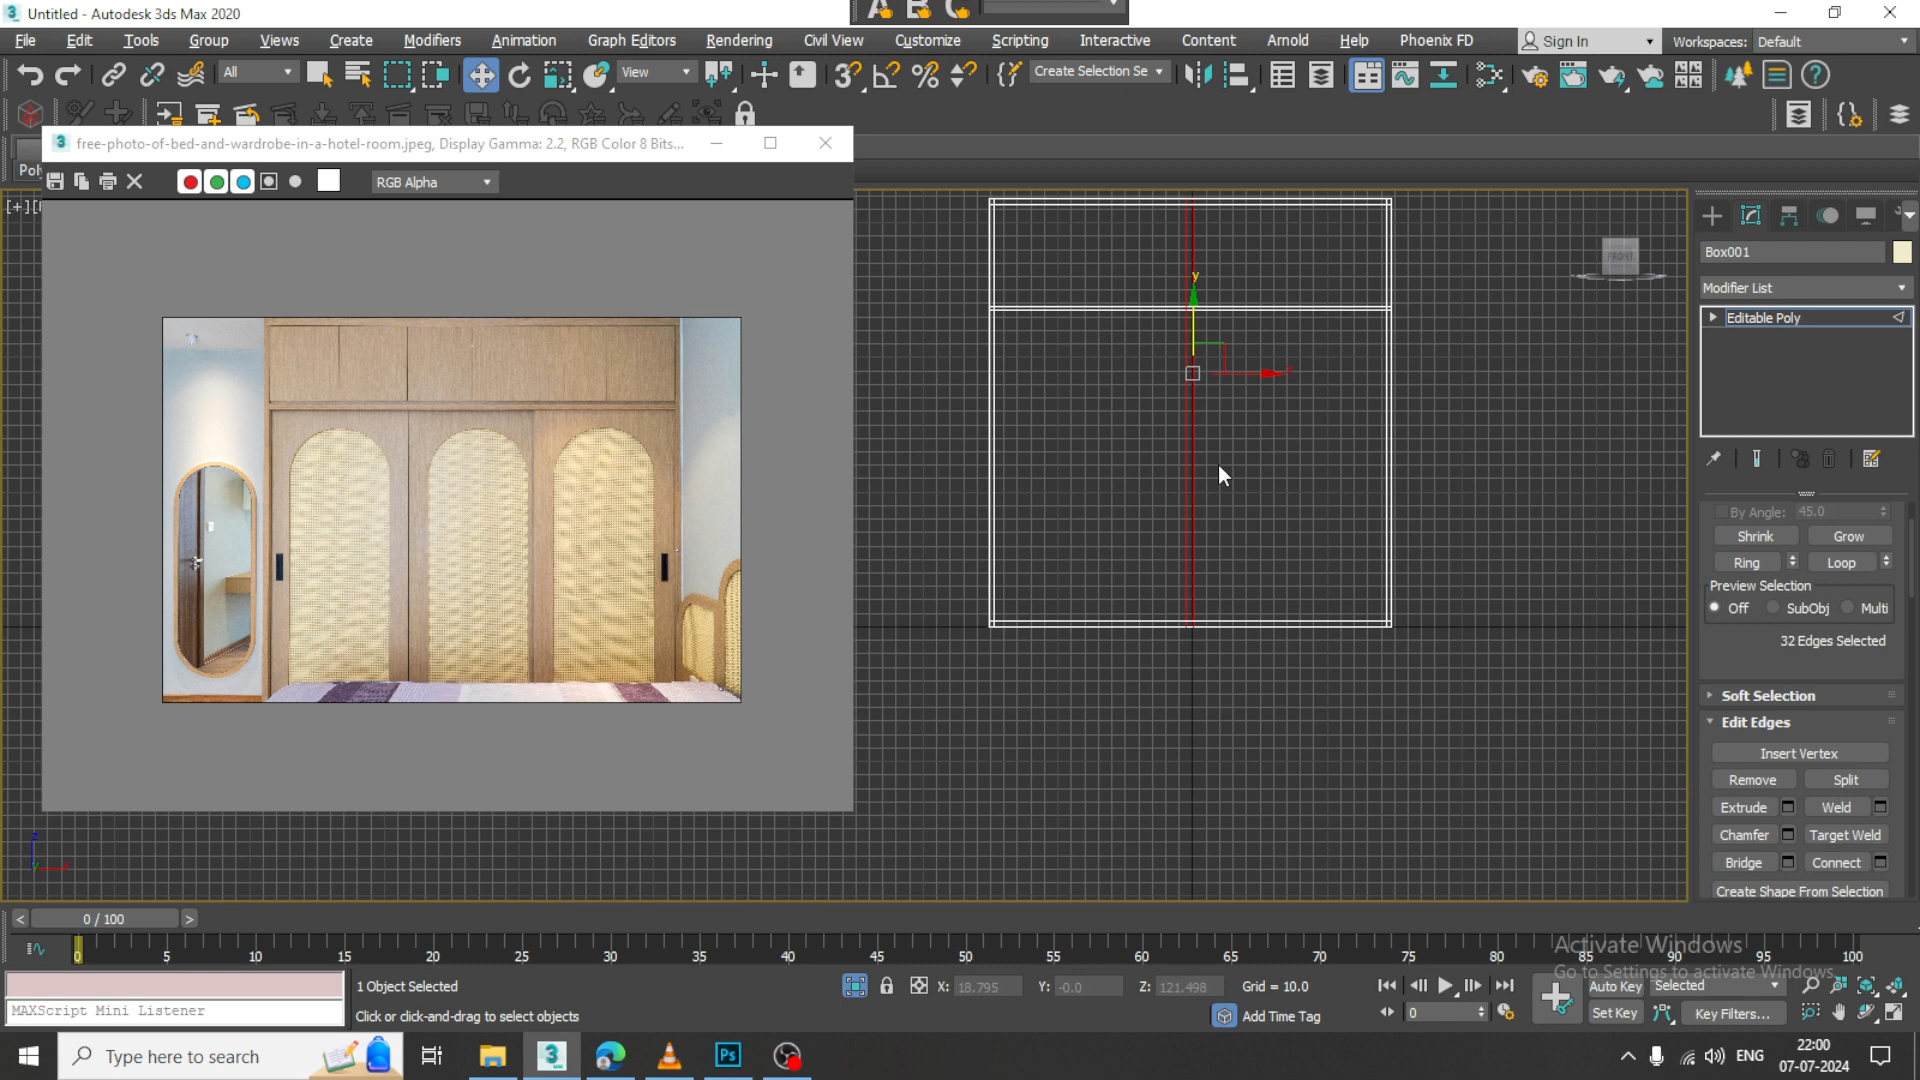 Untitled - Autodesk 3ds Max 2020
File Edit Tools Group Views Create Modifiers Animation Graph Editors Rendering Civil View Customize Scripting Interactive Content Arnold Help Phoenix FD
Sign In
Workspaces: Default
All
View
Create Selection Se
free-photo-of-bed-and-wardrobe-in-a-hotel-room.jpeg, Display Gamma: 2.2, RGB Color 8 Bits...
RGB Alpha
[+]
FRONT
y
Box001
Modifier List
Editable Poly
By Angle: 45.0
Shrink Grow
Ring Loop
Preview Selection
Off SubObj Multi
32 Edges Selected
Soft Selection
Edit Edges
Insert Vertex
Remove Split
Extrude Weld
Chamfer Target Weld
Bridge Connect
Create Shape From Selection
< 0 / 100 >
0 5 10 15 20 25 30 35 40 45 50 55 60 65 70 75 80 85 90 95 100
Activate Windows
Go to Settings to activate Windows.
MAXScript Mini Listener
1 Object Selected
Click or click-and-drag to select objects
X: 18.795 Y: -0.0 Z: 121.498 Grid = 10.0
Add Time Tag
0
Auto Key Selected
Set Key Key Filters...
Type here to search
Ps
ENG
22:00
07-07-2024